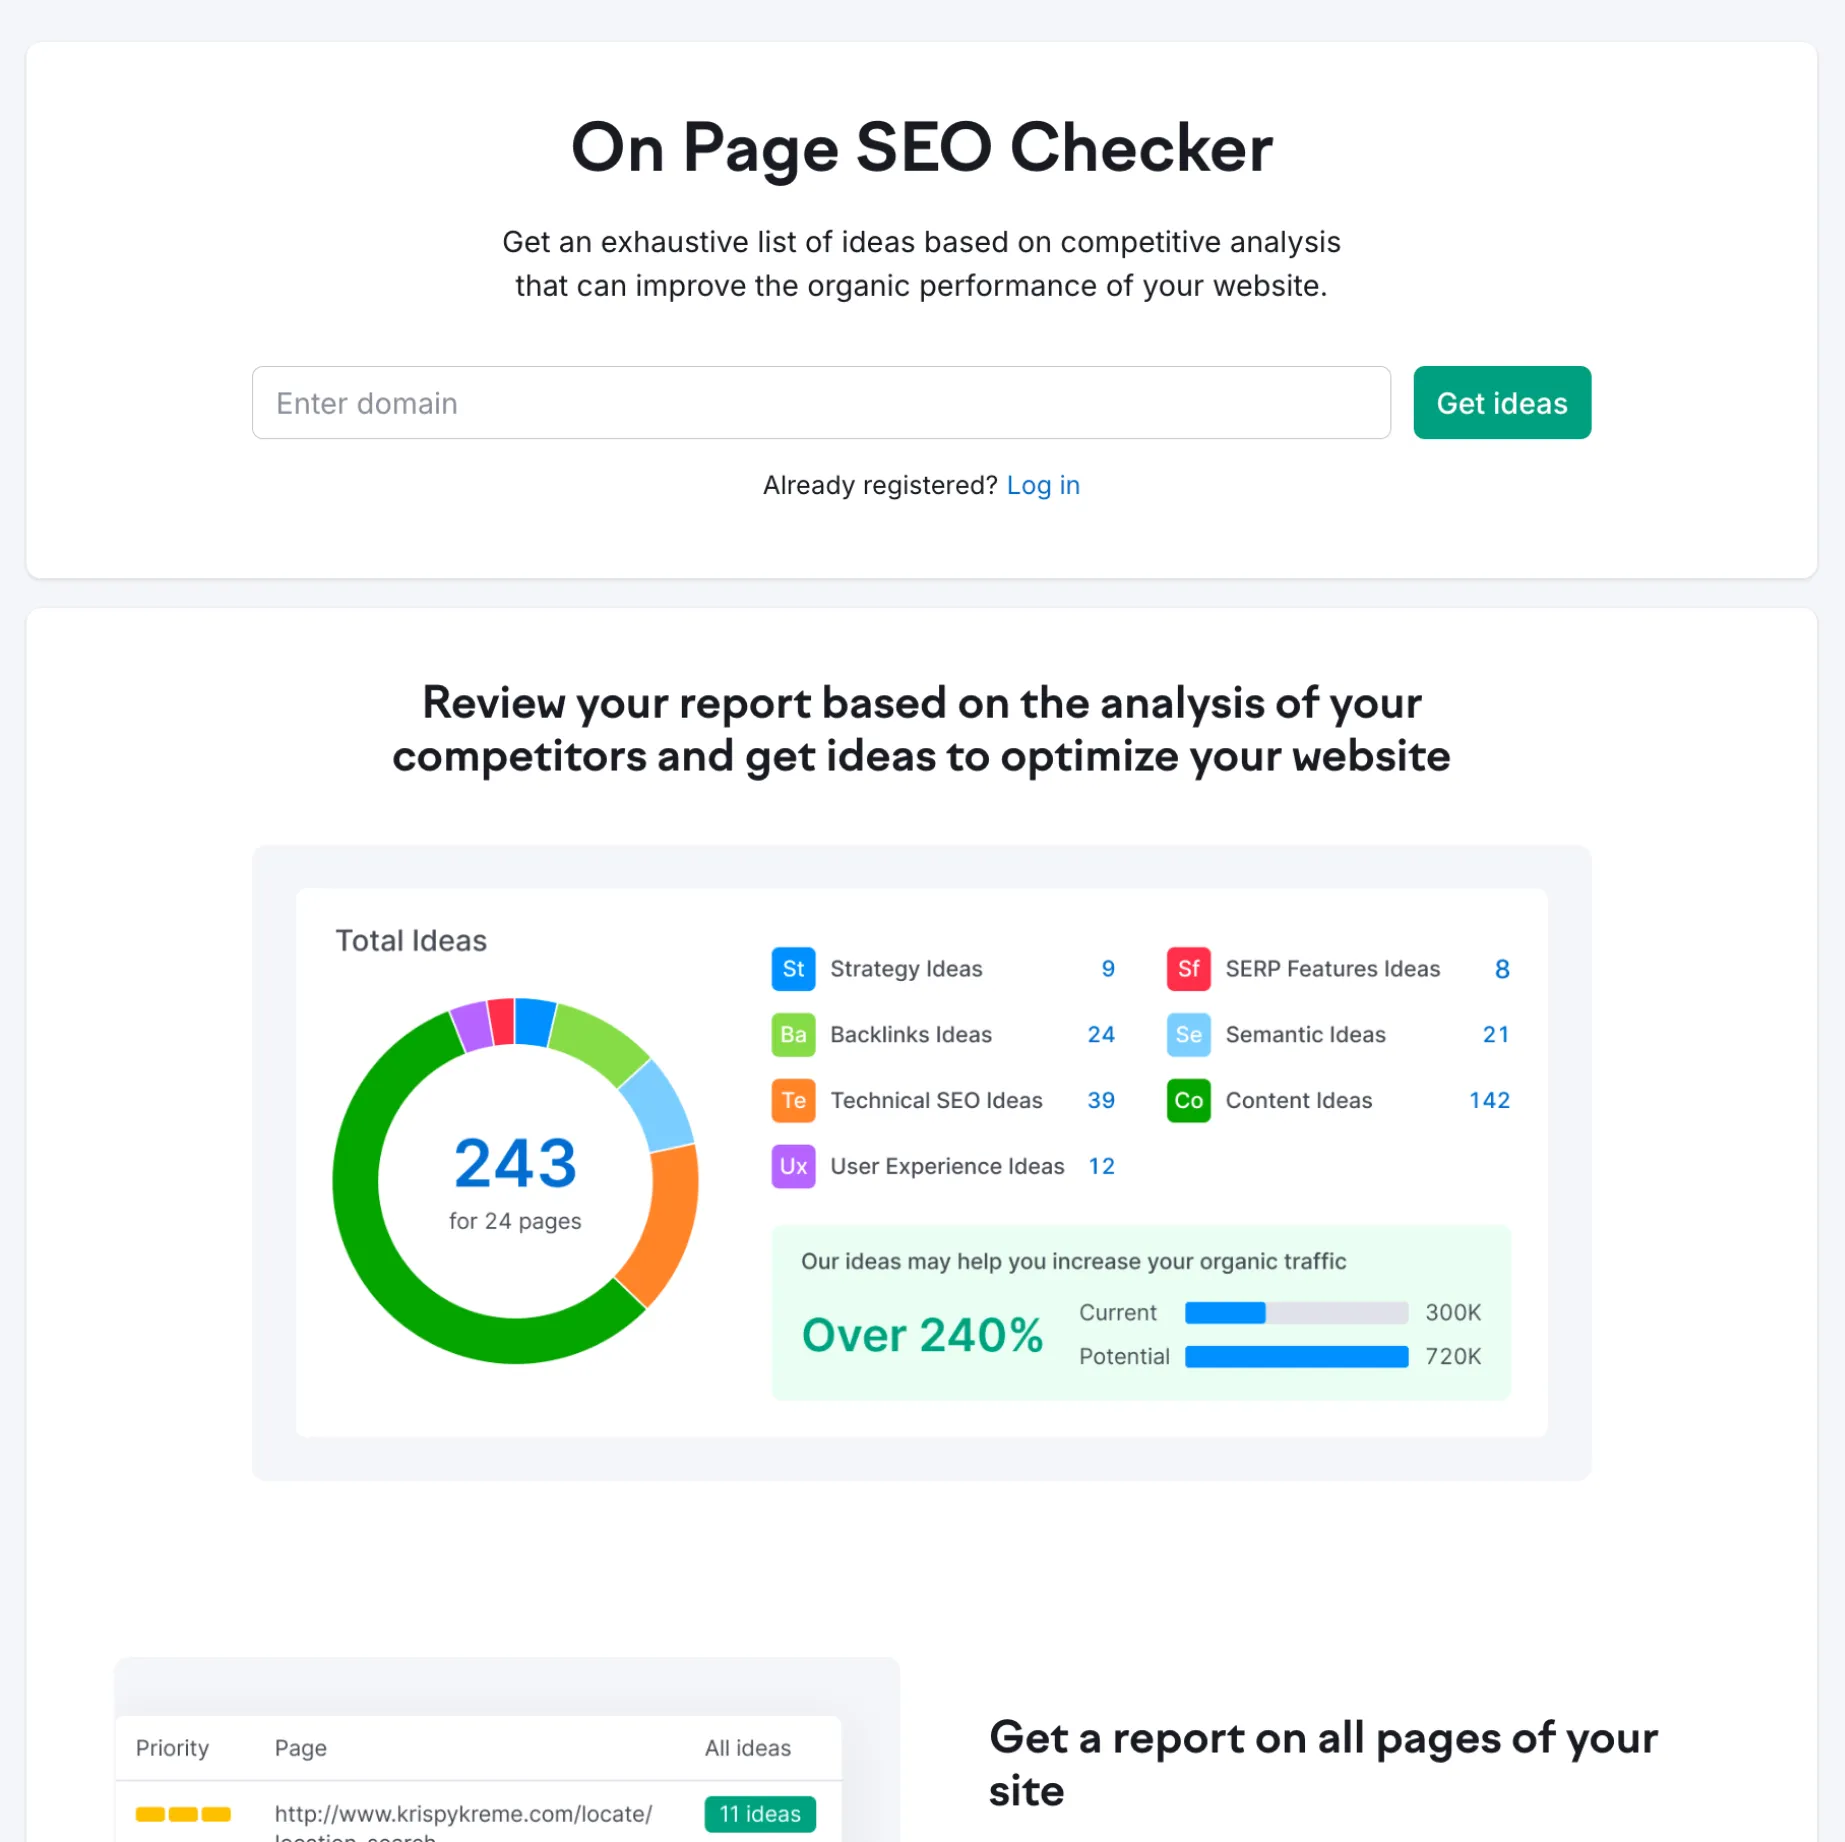 On Page SEO Checker
Get an exhaustive list of ideas based on competitive analysis
that can improve the organic performance of your website.
Enter domain
Get ideas
Already registered? Log in
Review your report based on the analysis of your
competitors and get ideas to optimize your website
Total Ideas
243
for 24 pages
St Strategy Ideas 9
Sf SERP Features Ideas 8
Ba Backlinks Ideas 24
Se Semantic Ideas 21
Te Technical SEO Ideas 39
Co Content Ideas 142
Ux User Experience Ideas 12
Our ideas may help you increase your organic traffic
Over 240%
Current 300K
Potential 720K
Priority Page All ideas
http://www.krispykreme.com/locate/ 11 ideas
location-search
Get a report on all pages of your
site